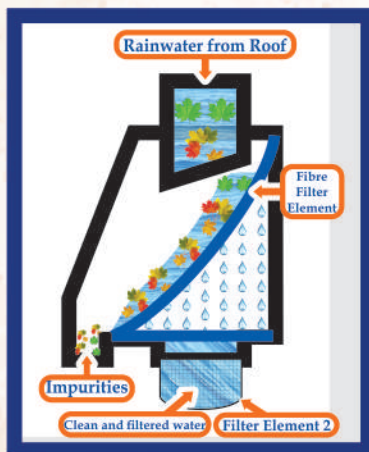 Rainwater from Roof
Fibre
Filter
Element
Impurities
Clean and filtered water
Filter Element 2